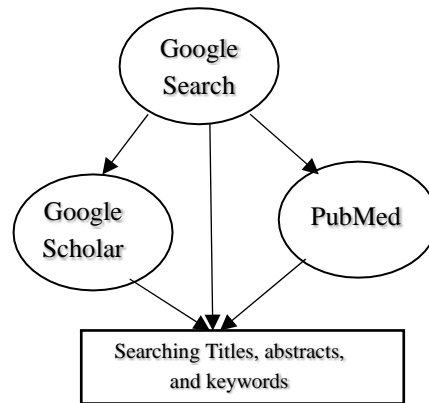 Google
Search
Google
Scholar
PubMed
Searching Titles, abstracts,
and keywords